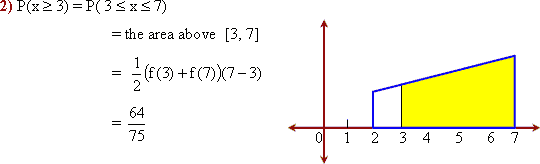 2) P(x ≥ 3) = P( 3 ≤ x ≤ 7)
= the area above [3, 7]
= 1/2 (f(3) + f(7))(7 − 3)
= 64/75
0 1 2 3 4 5 6 7